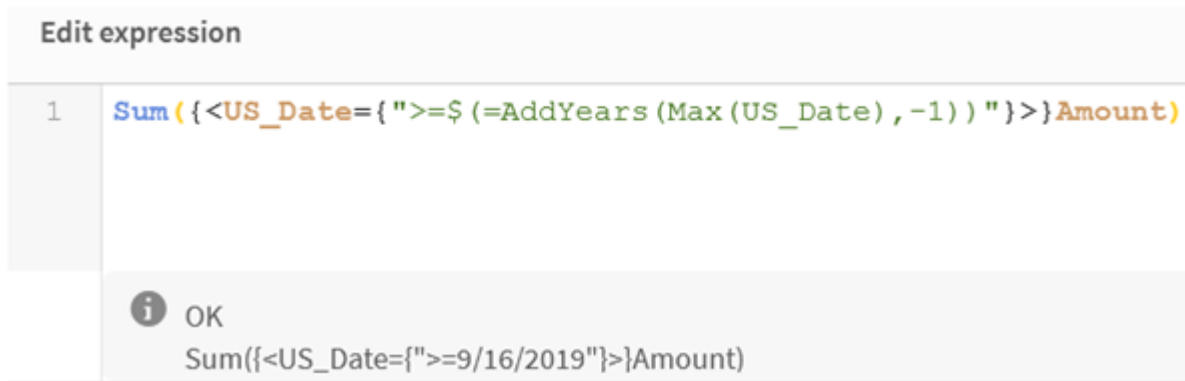 Edit expression
1 Sum({<US_Date={">=$(=AddYears(Max(US_Date),-1))"}>}Amount)
OK
Sum({<US_Date={">=9/16/2019"}>}Amount)